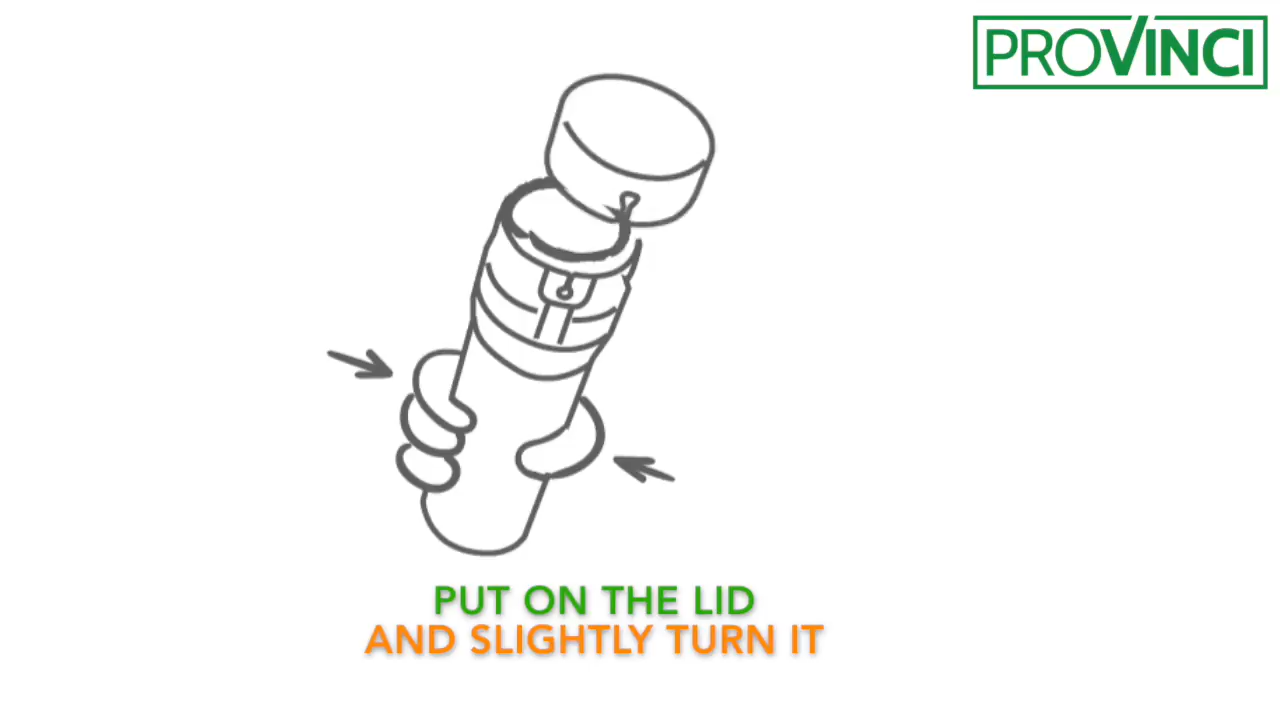 PROVINCI
PUT ON THE LID
AND SLIGHTLY TURN IT